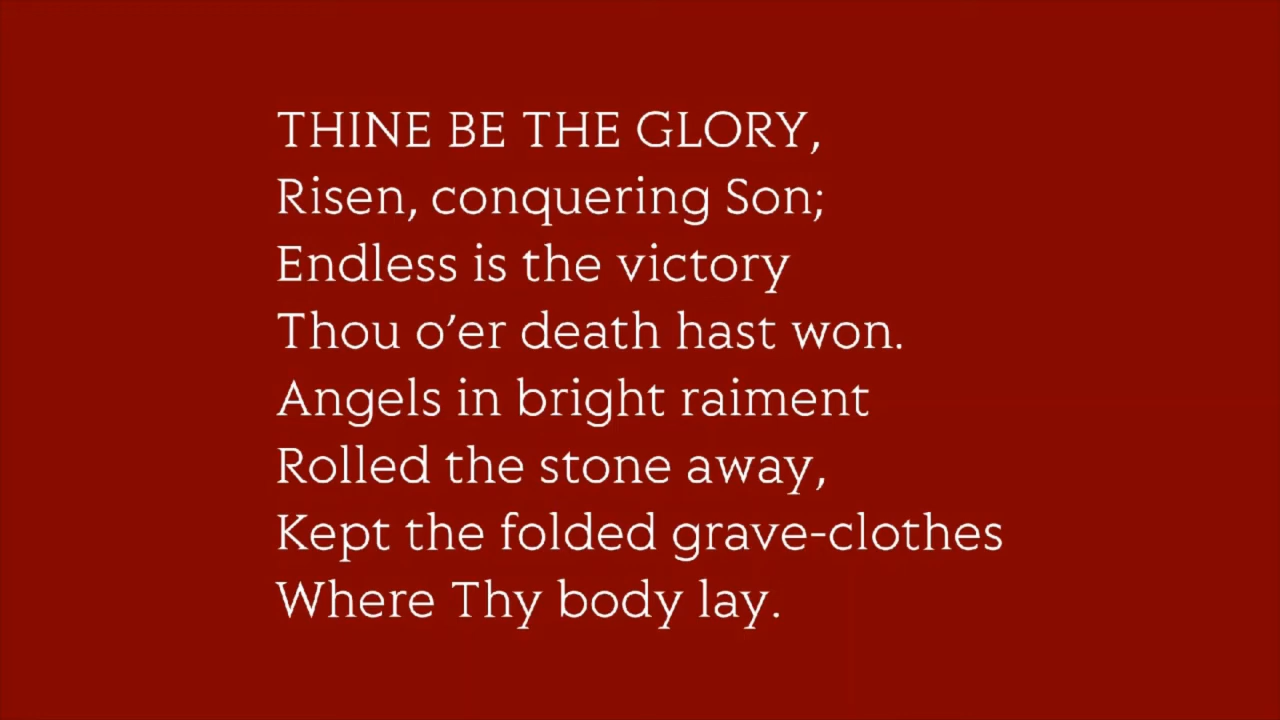 THINE BE THE GLORY,
Risen, conquering Son;
Endless is the victory
Thou o’er death hast won.
Angels in bright raiment
Rolled the stone away,
Kept the folded grave-clothes
Where Thy body lay.